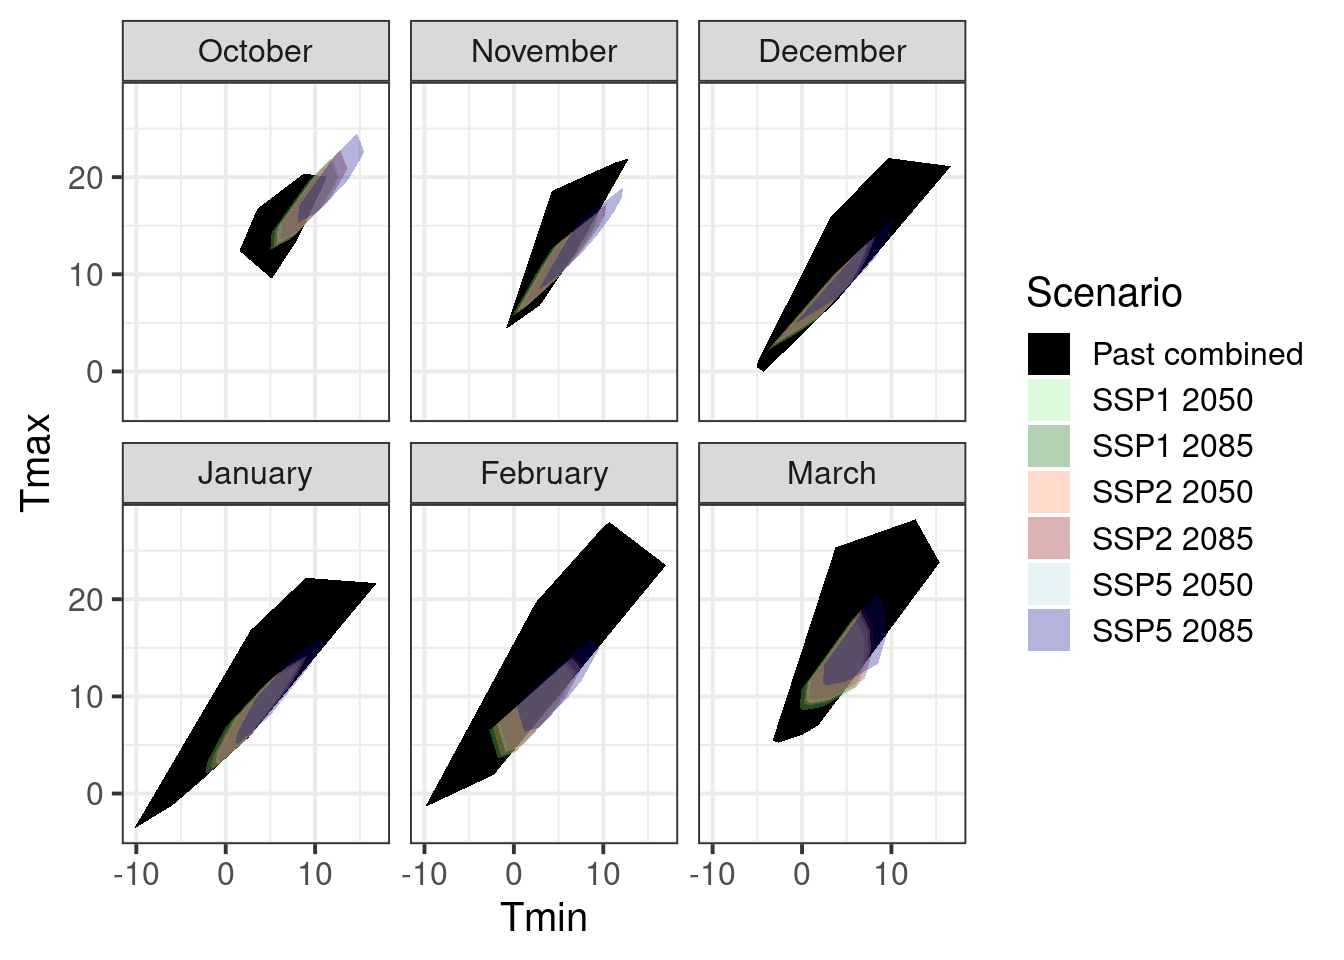 October
November
December
20
10
0
January
February
March
20
10
0
-10
0
10
-10
0
10
-10
0
10
Tmin
Tmax
Scenario
Past combined
SSP1 2050
SSP1 2085
SSP2 2050
SSP2 2085
SSP5 2050
SSP5 2085